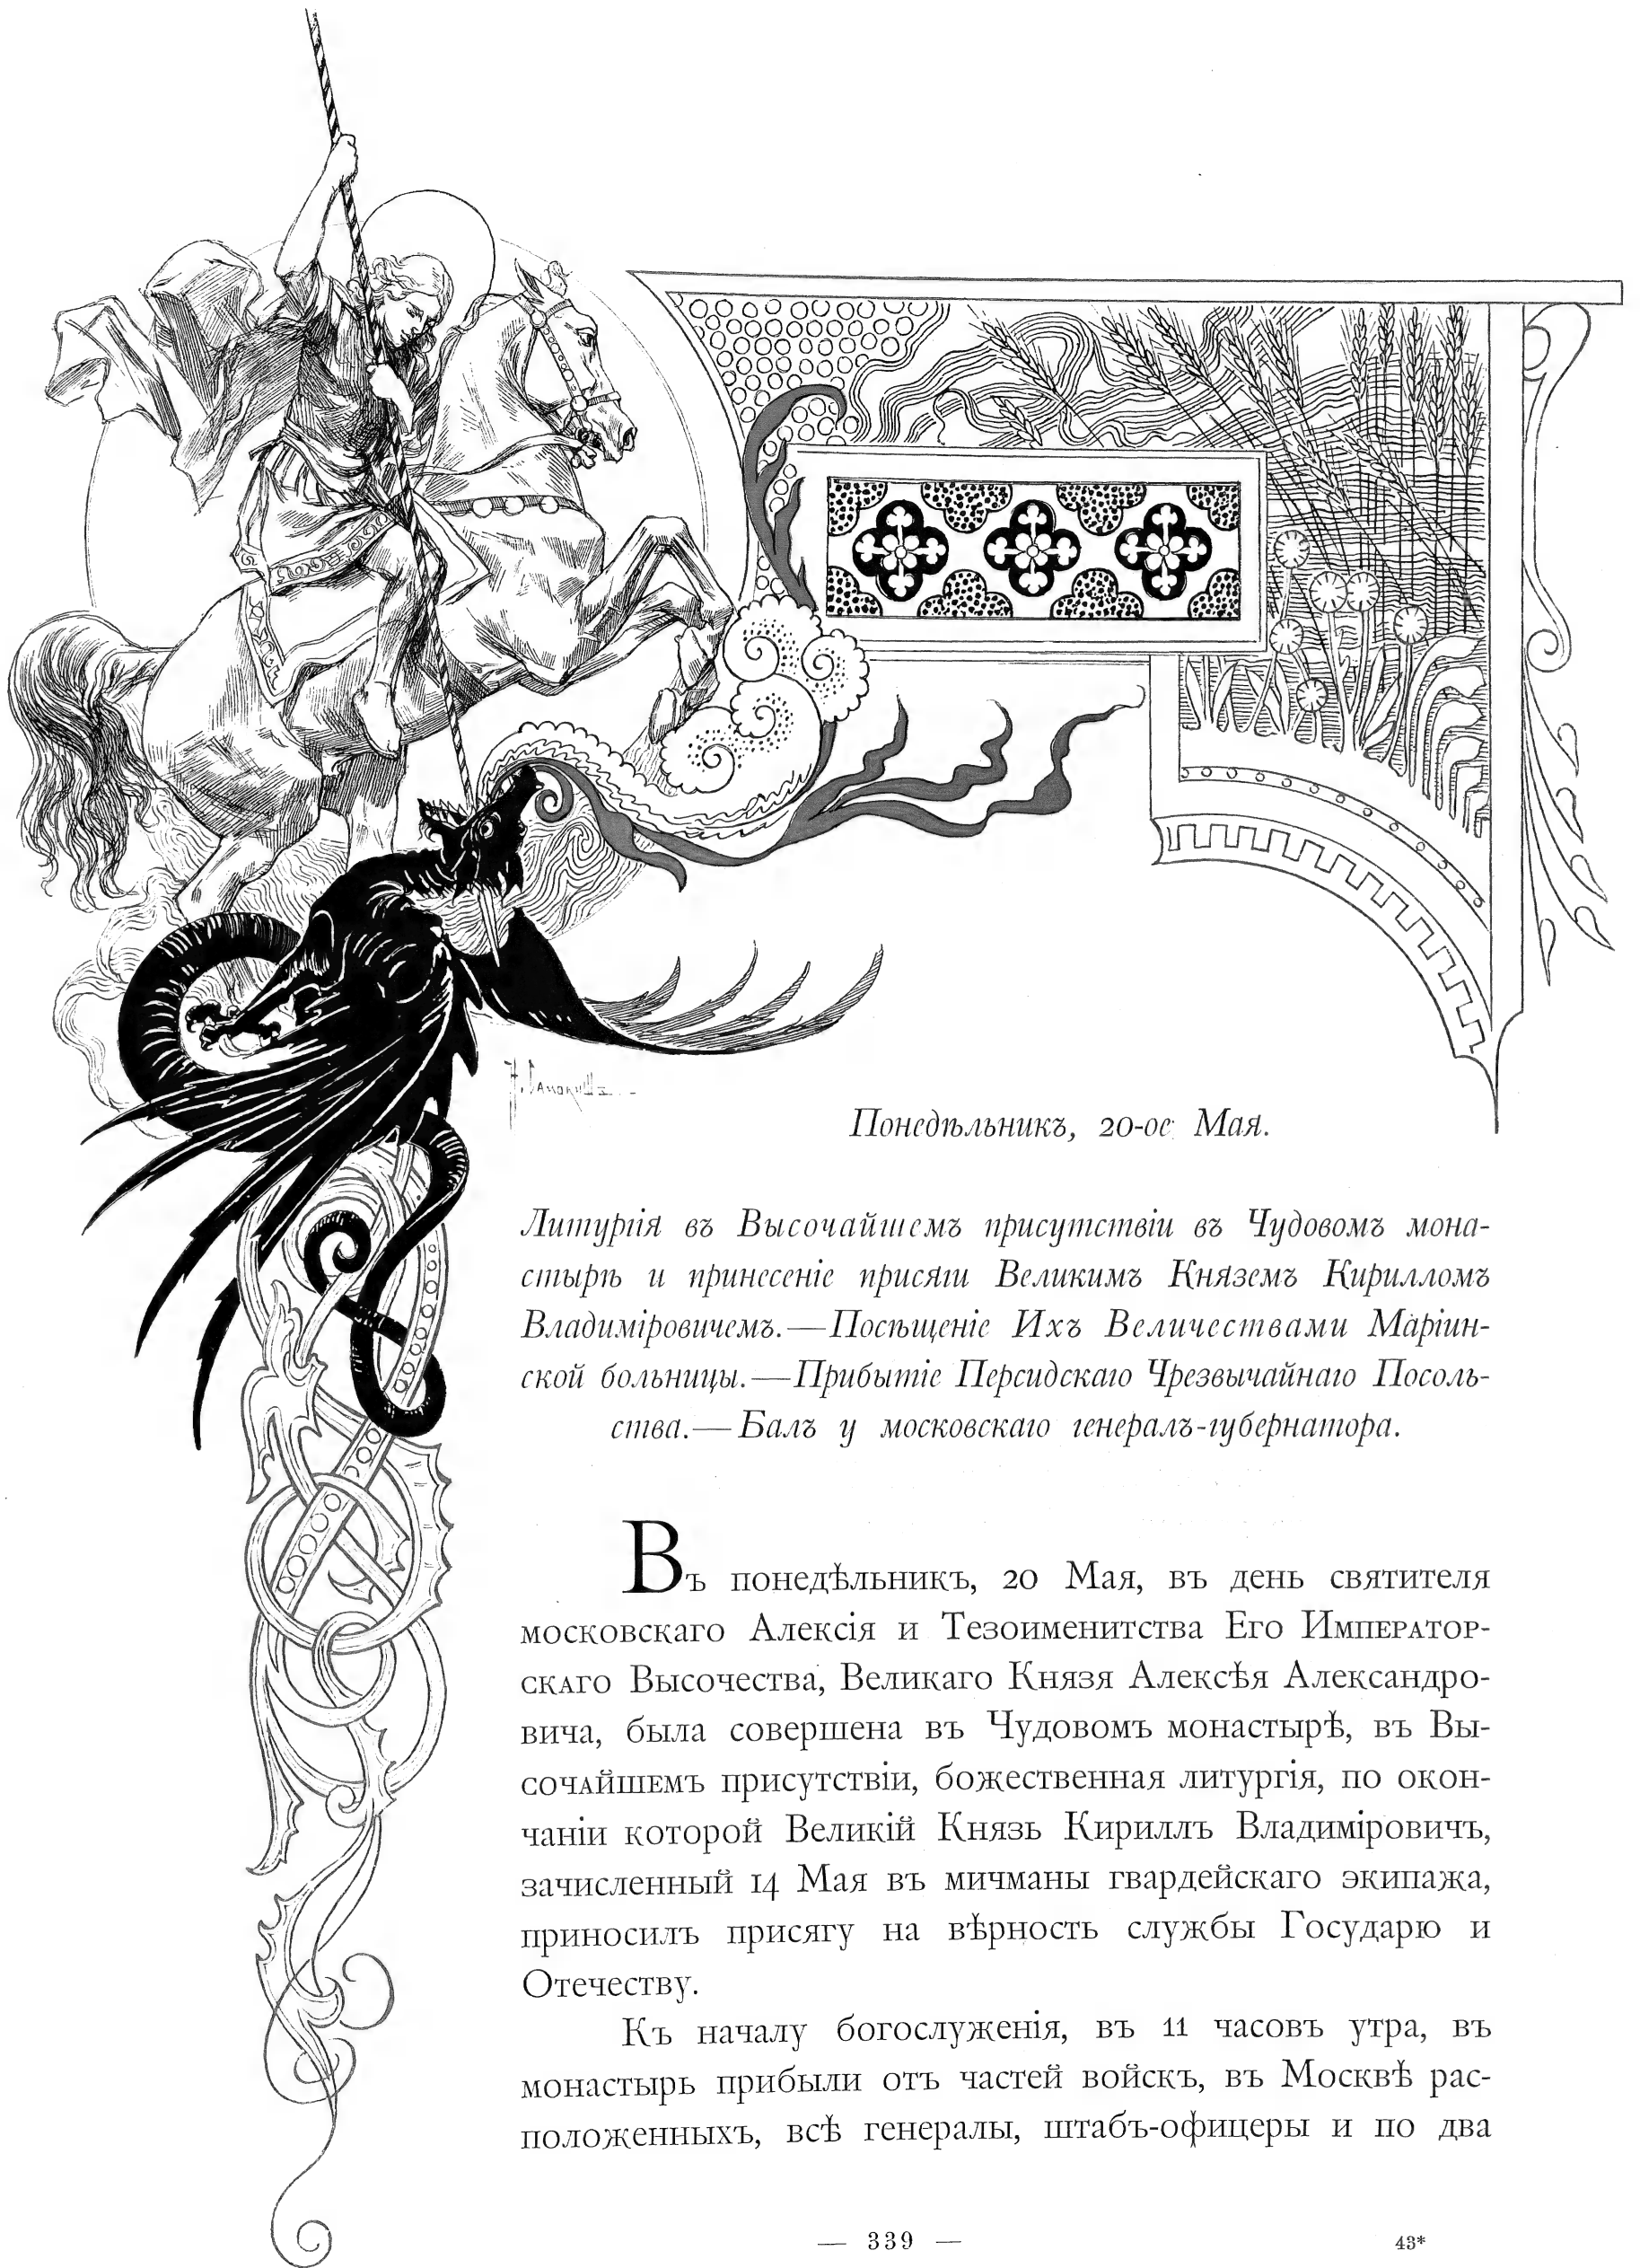 Н. Самокишъ
Понедѣльникъ, 20-ое Мая.
Литургія въ Высочайшемъ присутствіи въ Чудовомъ мона-
стырѣ и принесеніе присяги Великимъ Княземъ Кирилломъ
Владиміровичемъ.—Посѣщеніе Ихъ Величествами Маріин-
ской больницы.—Прибытіе Персидскаго Чрезвычайнаго Посоль-
ства.—Балъ у московскаго генералъ-губернатора.
Въ понедѣльникъ, 20 Мая, въ день святителя
московскаго Алексія и Тезоименитства Его Император-
скаго Высочества, Великаго Князя Алексѣя Александро-
вича, была совершена въ Чудовомъ монастырѣ, въ Вы-
сочайшемъ присутствіи, божественная литургія, по окон-
чаніи которой Великій Князь Кириллъ Владиміровичъ,
зачисленный 14 Мая въ мичманы гвардейскаго экипажа,
приносилъ присягу на вѣрность службы Государю и
Отечеству.
Къ началу богослуженія, въ 11 часовъ утра, въ
монастырь прибыли отъ частей войскъ, въ Москвѣ рас-
положенныхъ, всѣ генералы, штабъ-офицеры и по два
— 339 —
43*